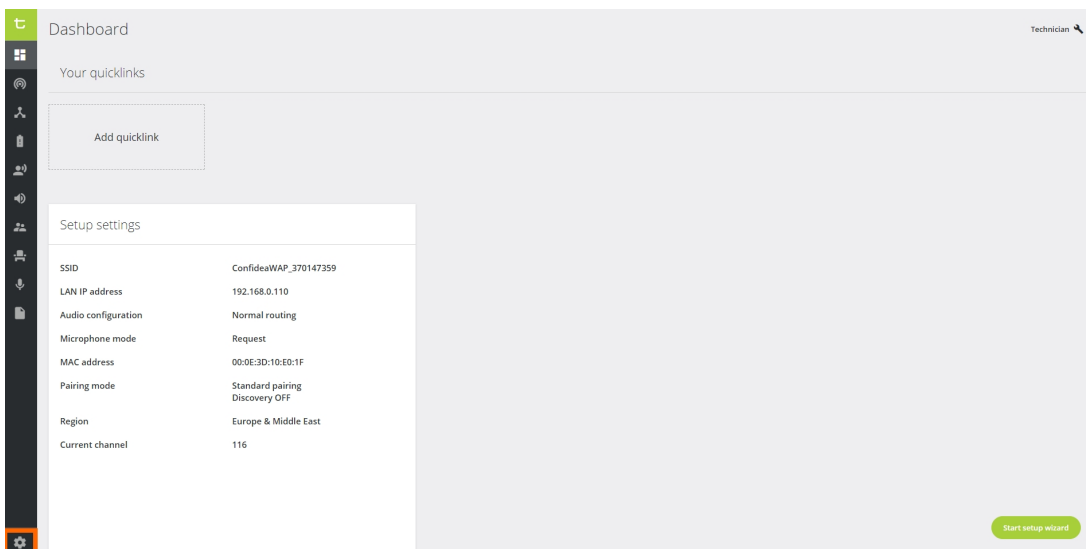 Dashboard
Technician
Your quicklinks
Add quicklink
Setup settings
SSID ConfideaWAP_370147359
LAN IP address 192.168.0.110
Audio configuration Normal routing
Microphone mode Request
MAC address 00:0E:3D:10:E0:1F
Pairing mode Standard pairing
Discovery OFF
Region Europe & Middle East
Current channel 116
Start setup wizard